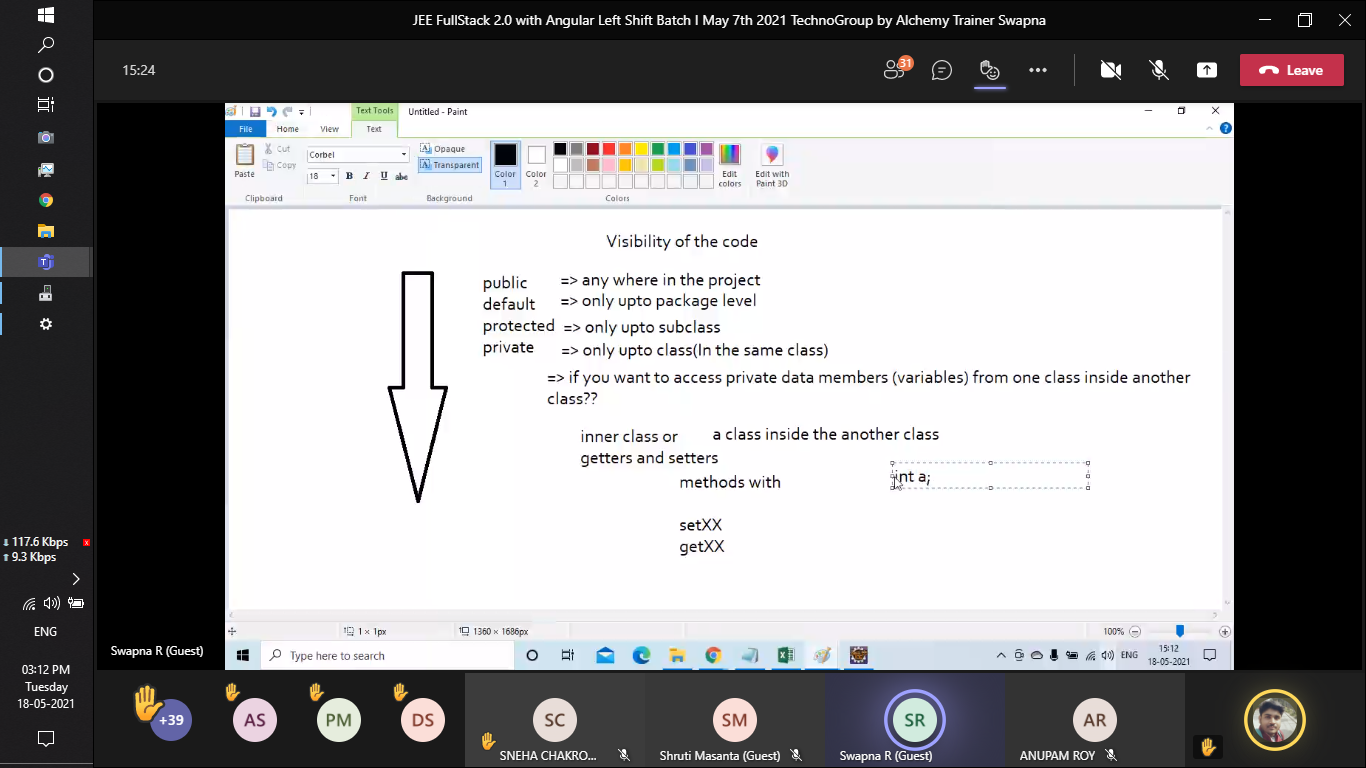 JEE FullStack 2.0 with Angular Left Shift Batch I May 7th 2021 TechnoGroup by Alchemy Trainer Swapna
15:24
31
Leave
Text Tools
Untitled - Paint
File
Home
View
Text
Paste
Cut
Copy
Clipboard
Corbel
18
B I U abc
Font
Opaque
Transparent
Background
Color 1
Color 2
Colors
Edit colors
Edit with Paint 3D
Visibility of the code
public => any where in the project
default => only upto package level
protected => only upto subclass
private => only upto class(In the same class)
=> if you want to access private data members (variables) from one class inside another
class??
inner class or a class inside the another class
getters and setters
methods with
int a;
setXX
getXX
1 × 1px
1360 × 1686px
100%
Type here to search
ENG
15:12
18-05-2021
Swapna R (Guest)
117.6 Kbps
9.3 Kbps
ENG
03:12 PM
Tuesday
18-05-2021
+39
AS
PM
DS
SC
SNEHA CHAKRO...
SM
Shruti Masanta (Guest)
SR
Swapna R (Guest)
AR
ANUPAM ROY